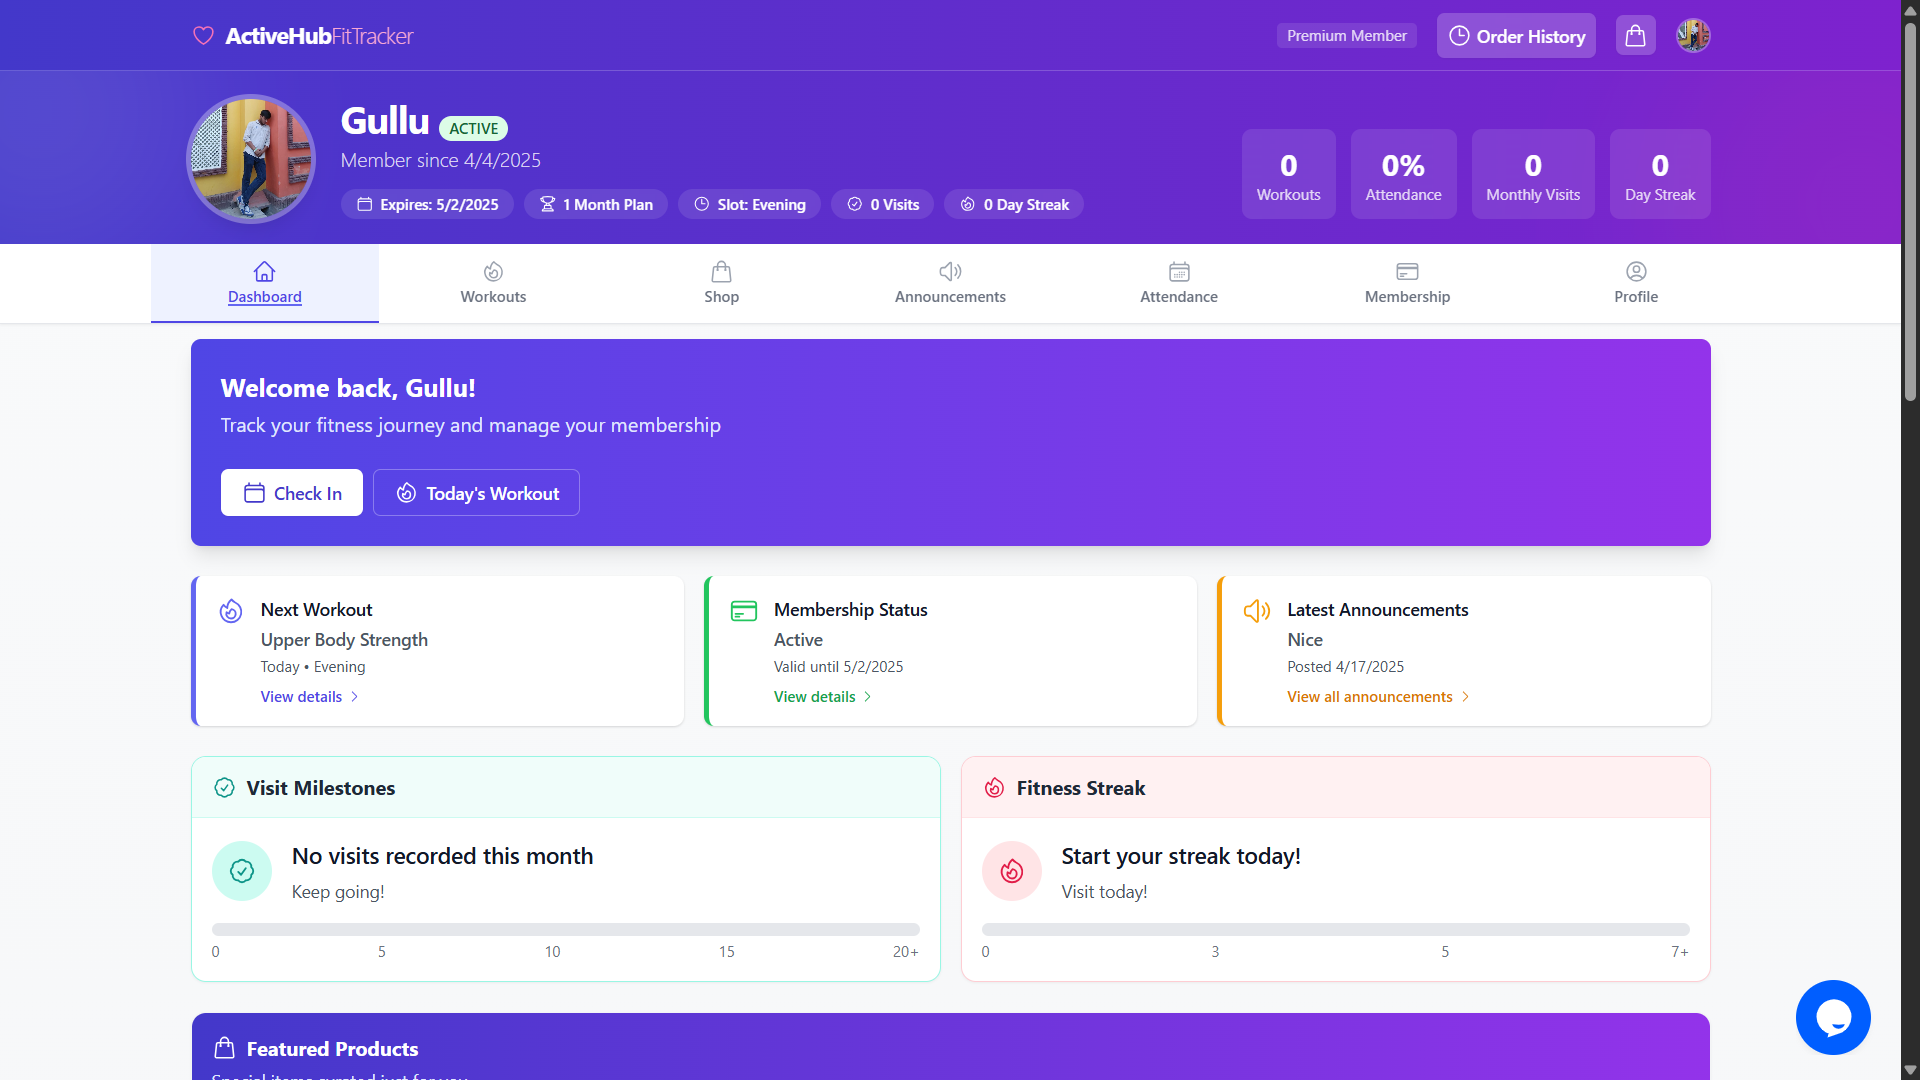 ActiveHubFitTracker
Premium Member
Order History
Gullu ACTIVE
Member since 4/4/2025
Expires: 5/2/2025
1 Month Plan
Slot: Evening
0 Visits
0 Day Streak
0
Workouts
0%
Attendance
0
Monthly Visits
0
Day Streak
Dashboard
Workouts
Shop
Announcements
Attendance
Membership
Profile
Welcome back, Gullu!
Track your fitness journey and manage your membership
Check In
Today's Workout
Next Workout
Upper Body Strength
Today • Evening
View details
Membership Status
Active
Valid until 5/2/2025
View details
Latest Announcements
Nice
Posted 4/17/2025
View all announcements
Visit Milestones
No visits recorded this month
Keep going!
0 5 10 15 20+
Fitness Streak
Start your streak today!
Visit today!
0 3 5 7+
Featured Products
Special items curated just for you